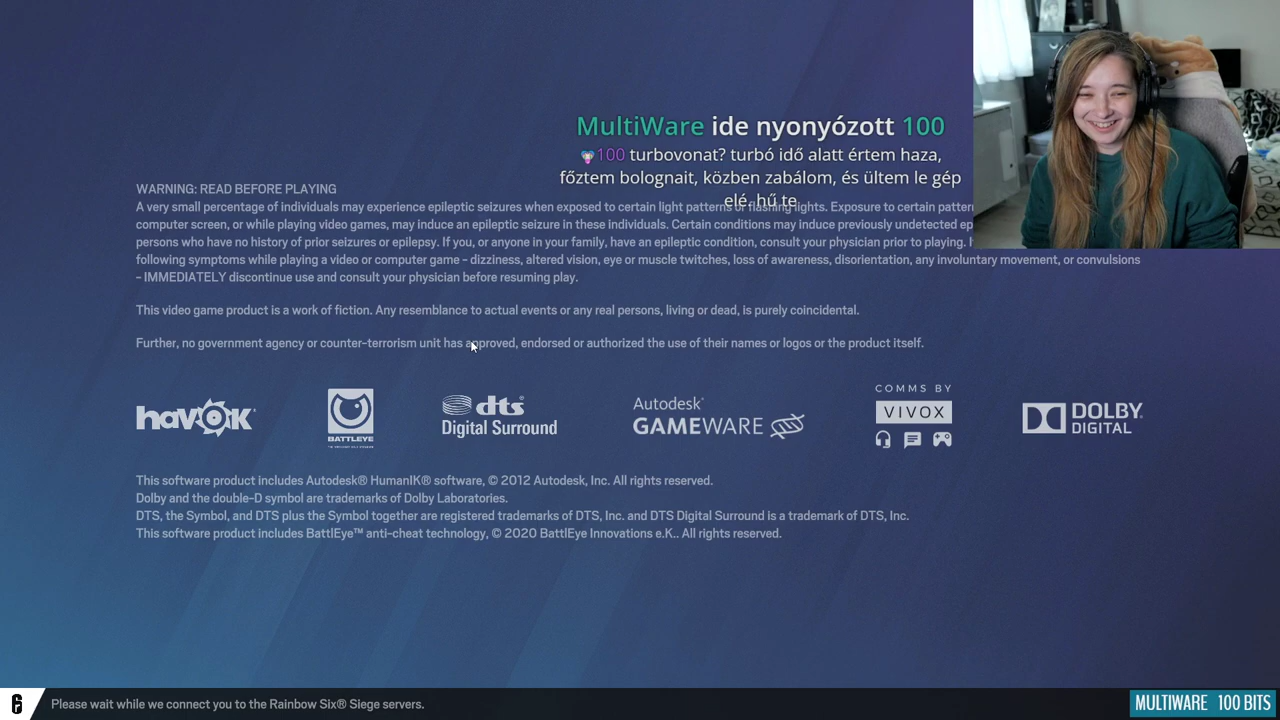 MultiWare ide nyonyózott 100
100 turbovonat? turbó idő alatt értem haza,
főztem bolognait, közben zabálom, és ültem le gép
elé. hű te
WARNING: READ BEFORE PLAYING
A very small percentage of individuals may experience epileptic seizures when exposed to certain light patterns or flashing lights. Exposure to certain pattern
computer screen, or while playing video games, may induce an epileptic seizure in these individuals. Certain conditions may induce previously undetected ep
persons who have no history of prior seizures or epilepsy. If you, or anyone in your family, have an epileptic condition, consult your physician prior to playing.
following symptoms while playing a video or computer game - dizziness, altered vision, eye or muscle twitches, loss of awareness, disorientation, any involuntary movement, or convulsions
- IMMEDIATELY discontinue use and consult your physician before resuming play.
This video game product is a work of fiction. Any resemblance to actual events or any real persons, living or dead, is purely coincidental.
Further, no government agency or counter-terrorism unit has approved, endorsed or authorized the use of their names or logos or the product itself.
havok
BATTLEYE
dts
Digital Surround
Autodesk®
GAMEWARE
COMMS BY
VIVOX
DOLBY
DIGITAL
This software product includes Autodesk® HumanIK® software, © 2012 Autodesk, Inc. All rights reserved.
Dolby and the double-D symbol are trademarks of Dolby Laboratories.
DTS, the Symbol, and DTS plus the Symbol together are registered trademarks of DTS, Inc. and DTS Digital Surround is a trademark of DTS, Inc.
This software product includes BattlEye™ anti-cheat technology, © 2020 BattlEye Innovations e.K.. All rights reserved.
Please wait while we connect you to the Rainbow Six® Siege servers.
MULTIWARE 100 BITS